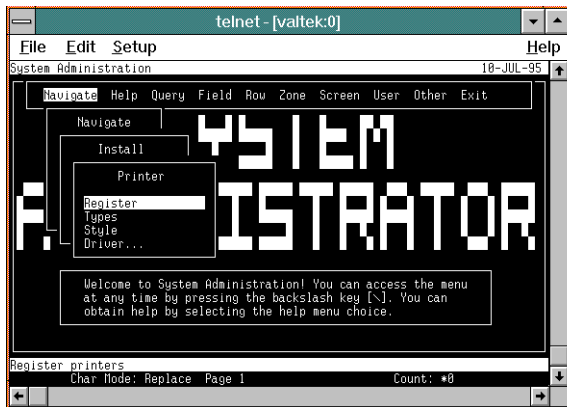 telnet - [valtek:0]
File Edit Setup Help
System Administration 10-JUL-95
Navigate Help Query Field Row Zone Screen User Other Exit
Navigate
Install
Printer
Register
Types
Style
Driver...
Welcome to System Administration! You can access the menu
at any time by pressing the backslash key [\]. You can
obtain help by selecting the help menu choice.
Register printers
Char Mode: Replace Page 1 Count: *0